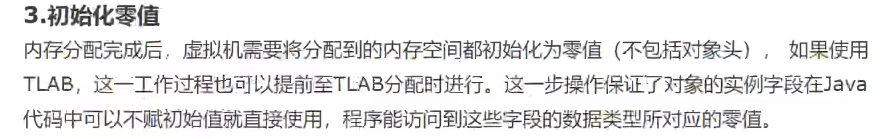 3.初始化零值
内存分配完成后，虚拟机需要将分配到的内存空间都初始化为零值（不包括对象头）， 如果使用
TLAB，这一工作过程也可以提前至TLAB分配时进行。这一步操作保证了对象的实例字段在Java
代码中可以不赋初始值就直接使用，程序能访问到这些字段的数据类型所对应的零值。